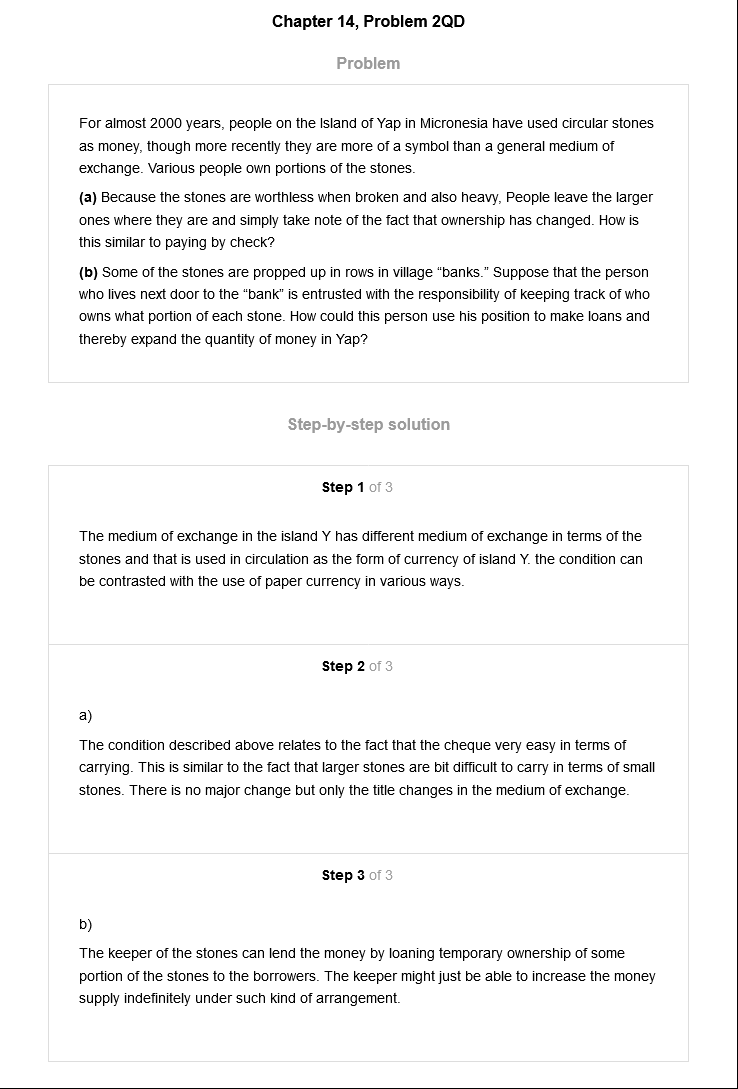 Chapter 14, Problem 2QD
Problem
For almost 2000 years, people on the Island of Yap in Micronesia have used circular stones
as money, though more recently they are more of a symbol than a general medium of
exchange. Various people own portions of the stones.
(a) Because the stones are worthless when broken and also heavy, People leave the larger
ones where they are and simply take note of the fact that ownership has changed. How is
this similar to paying by check?
(b) Some of the stones are propped up in rows in village “banks.” Suppose that the person
who lives next door to the “bank” is entrusted with the responsibility of keeping track of who
owns what portion of each stone. How could this person use his position to make loans and
thereby expand the quantity of money in Yap?
Step-by-step solution
Step 1 of 3
The medium of exchange in the island Y has different medium of exchange in terms of the
stones and that is used in circulation as the form of currency of island Y. the condition can
be contrasted with the use of paper currency in various ways.
Step 2 of 3
a)
The condition described above relates to the fact that the cheque very easy in terms of
carrying. This is similar to the fact that larger stones are bit difficult to carry in terms of small
stones. There is no major change but only the title changes in the medium of exchange.
Step 3 of 3
b)
The keeper of the stones can lend the money by loaning temporary ownership of some
portion of the stones to the borrowers. The keeper might just be able to increase the money
supply indefinitely under such kind of arrangement.